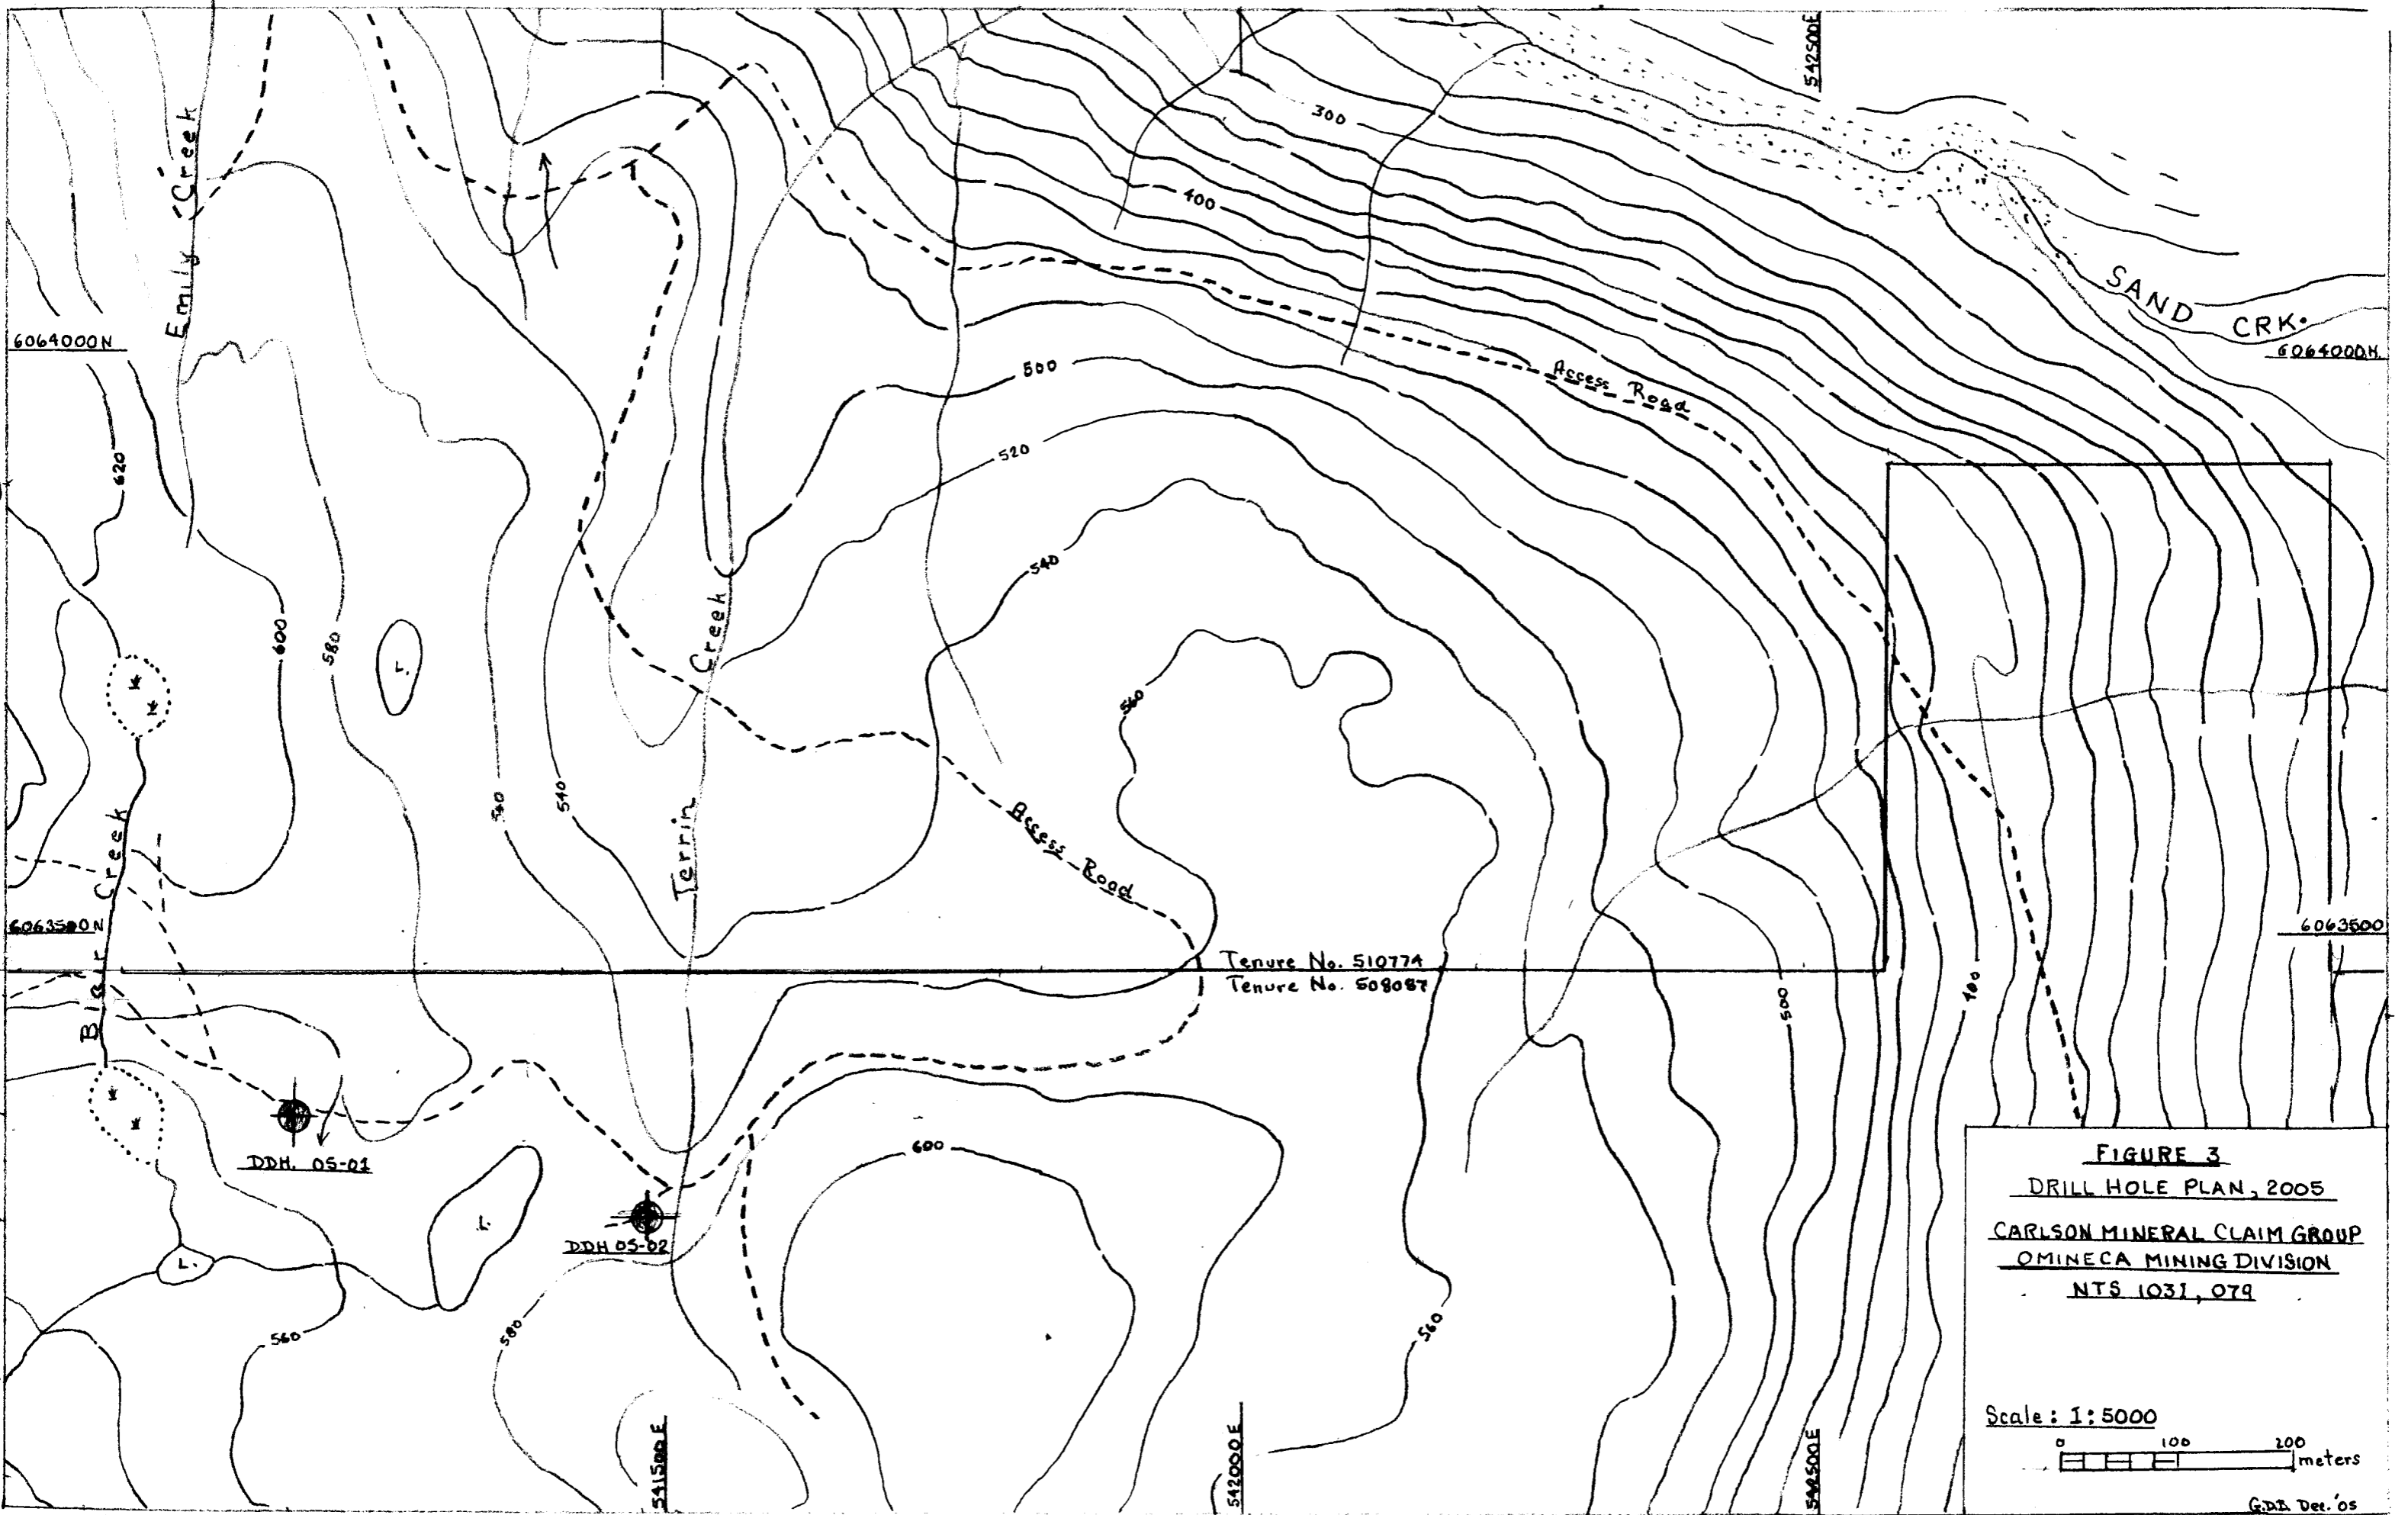 542500E
300
Emily Creek
400
SAND CRK.
6064000N
6064000N.
500
Access Road
620
520
540
Creek
600
580
L.
560
540
Terrin
Access Road
Blair Creek
6063500N
6063500
Tenure No. 510774
Tenure No. 508087
500
400
DDH. 05-01
600
L.
DDH 05-02
L.
560
580
560
541500E
542000E
542500E
FIGURE 3
DRILL HOLE PLAN, 2005
CARLSON MINERAL CLAIM GROUP
OMINECA MINING DIVISION
NTS 103I, 079
Scale: 1:5000
0 100 200
meters
G.D.B. Dec. '05